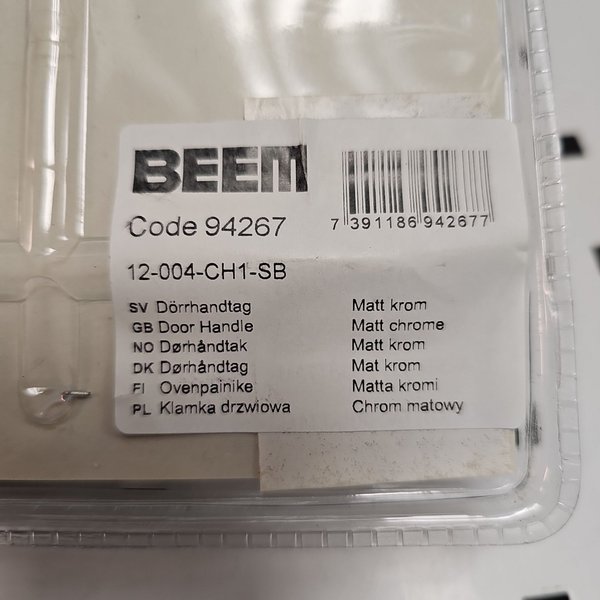 BEEM
Code 94267
7 391186 942677
12-004-CH1-SB
SV Dörrhandtag Matt krom
GB Door Handle Matt chrome
NO Dørhåndtak Matt krom
DK Dørhåndtag Mat krom
FI Ovenpainike Matta kromi
PL Klamka drzwiowa Chrom matowy